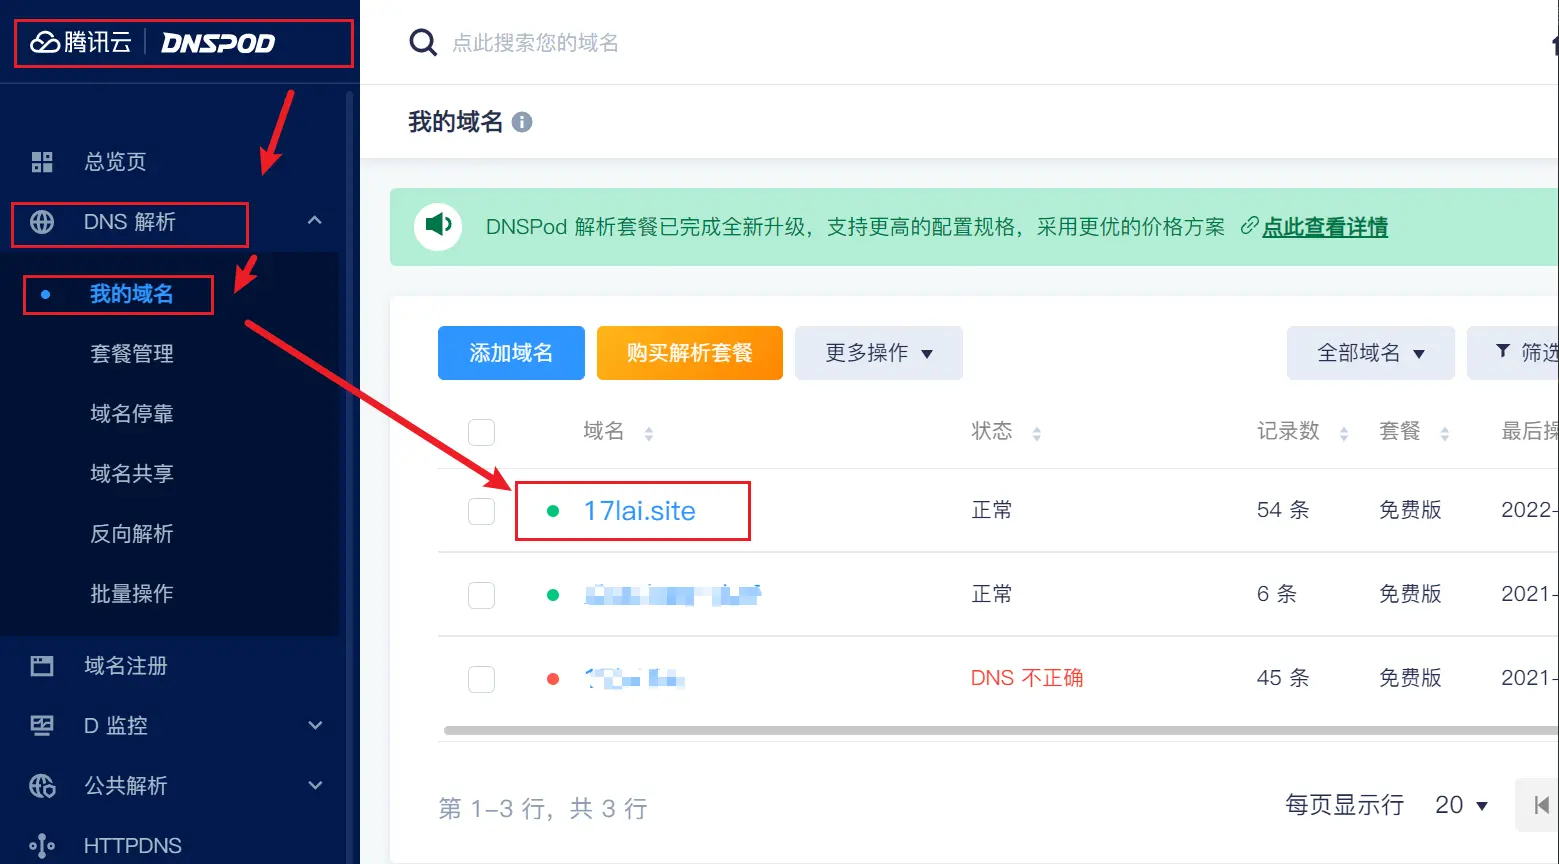 腾讯云 | DNSPOD
总览页
DNS 解析
我的域名
套餐管理
域名停靠
域名共享
反向解析
批量操作
域名注册
D 监控
公共解析
HTTPDNS
点此搜索您的域名
我的域名
DNSPod 解析套餐已完成全新升级，支持更高的配置规格，采用更优的价格方案 点此查看详情
添加域名 购买解析套餐 更多操作 全部域名 筛选
域名 状态 记录数 套餐 最后操
17lai.site 正常 54 条 免费版 2022-
正常 6 条 免费版 2021-
DNS 不正确 45 条 免费版 2021-
第 1-3 行，共 3 行 每页显示行 20